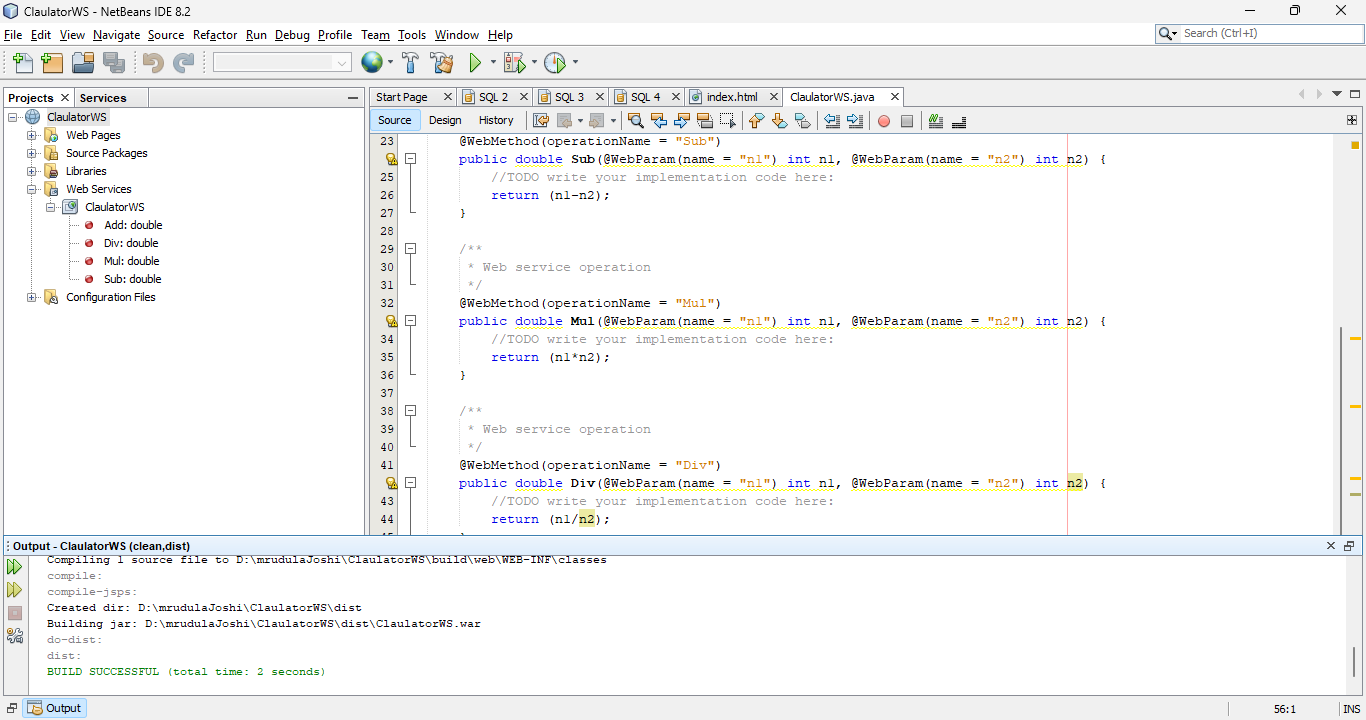 ClaulatorWS - NetBeans IDE 8.2
File Edit View Navigate Source Refactor Run Debug Profile Team Tools Window Help
Search (Ctrl+I)
Projects Services
ClaulatorWS
Web Pages
Source Packages
Libraries
Web Services
ClaulatorWS
Add: double
Div: double
Mul: double
Sub: double
Configuration Files
Start Page SQL 2 SQL 3 SQL 4 index.html ClaulatorWS.java
Source Design History
23 @WebMethod(operationName = "Sub")
public double Sub(@WebParam(name = "n1") int n1, @WebParam(name = "n2") int n2) {
25 //TODO write your implementation code here:
26 return (n1-n2);
27 }
28
29 /**
30 * Web service operation
31 */
32 @WebMethod(operationName = "Mul")
public double Mul(@WebParam(name = "n1") int n1, @WebParam(name = "n2") int n2) {
34 //TODO write your implementation code here:
35 return (n1*n2);
36 }
37
38 /**
39 * Web service operation
40 */
41 @WebMethod(operationName = "Div")
public double Div(@WebParam(name = "n1") int n1, @WebParam(name = "n2") int n2) {
43 //TODO write your implementation code here:
44 return (n1/n2);
Output - ClaulatorWS (clean,dist)
Compiling 1 source file to D:\mrudulaJoshi\ClaulatorWS\build\web\WEB-INF\classes
compile:
compile-jsps:
Created dir: D:\mrudulaJoshi\ClaulatorWS\dist
Building jar: D:\mrudulaJoshi\ClaulatorWS\dist\ClaulatorWS.war
do-dist:
dist:
BUILD SUCCESSFUL (total time: 2 seconds)
Output
56:1 INS